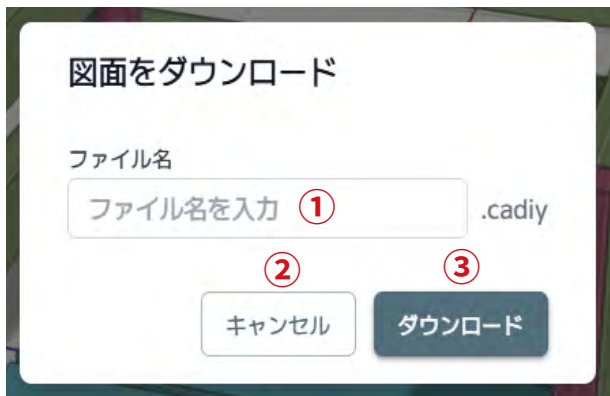 図面をダウンロード
ファイル名
ファイル名を入力 ① .cadiy
② ③
キャンセル ダウンロード